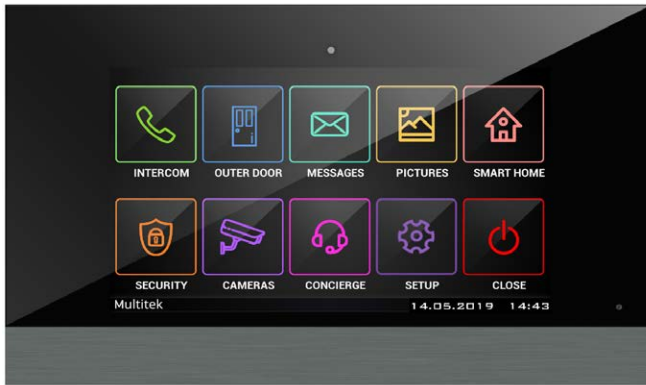 INTERCOM OUTER DOOR MESSAGES PICTURES SMART HOME
SECURITY CAMERAS CONCIERGE SETUP CLOSE
Multitek 14.05.2019 14:43